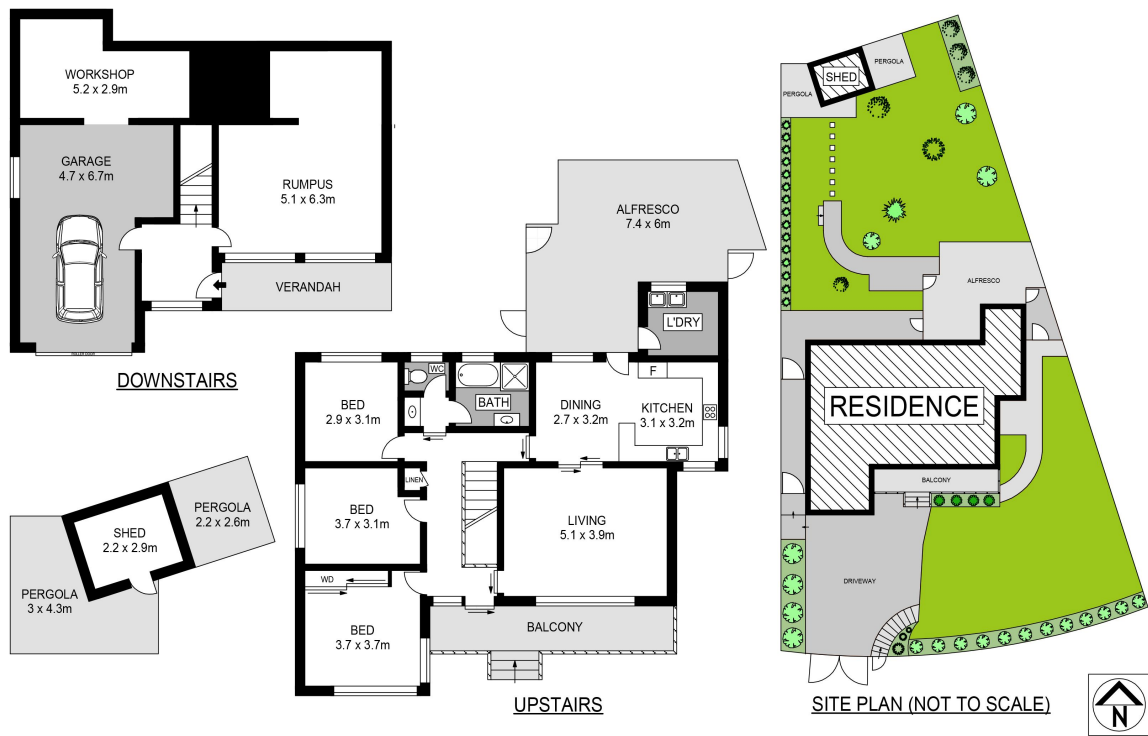 WORKSHOP
5.2 x 2.9m
GARAGE
4.7 x 6.7m
RUMPUS
5.1 x 6.3m
VERANDAH
ROLLER DOOR
DOWNSTAIRS
ALFRESCO
7.4 x 6m
L'DRY
WC
BATH
F
BED
2.9 x 3.1m
DINING
2.7 x 3.2m
KITCHEN
3.1 x 3.2m
LINEN
BED
3.7 x 3.1m
LIVING
5.1 x 3.9m
WD
BED
3.7 x 3.7m
BALCONY
UPSTAIRS
PERGOLA
2.2 x 2.6m
SHED
2.2 x 2.9m
PERGOLA
3 x 4.3m
PERGOLA
SHED
PERGOLA
ALFRESCO
RESIDENCE
BALCONY
DRIVEWAY
SITE PLAN (NOT TO SCALE)
N